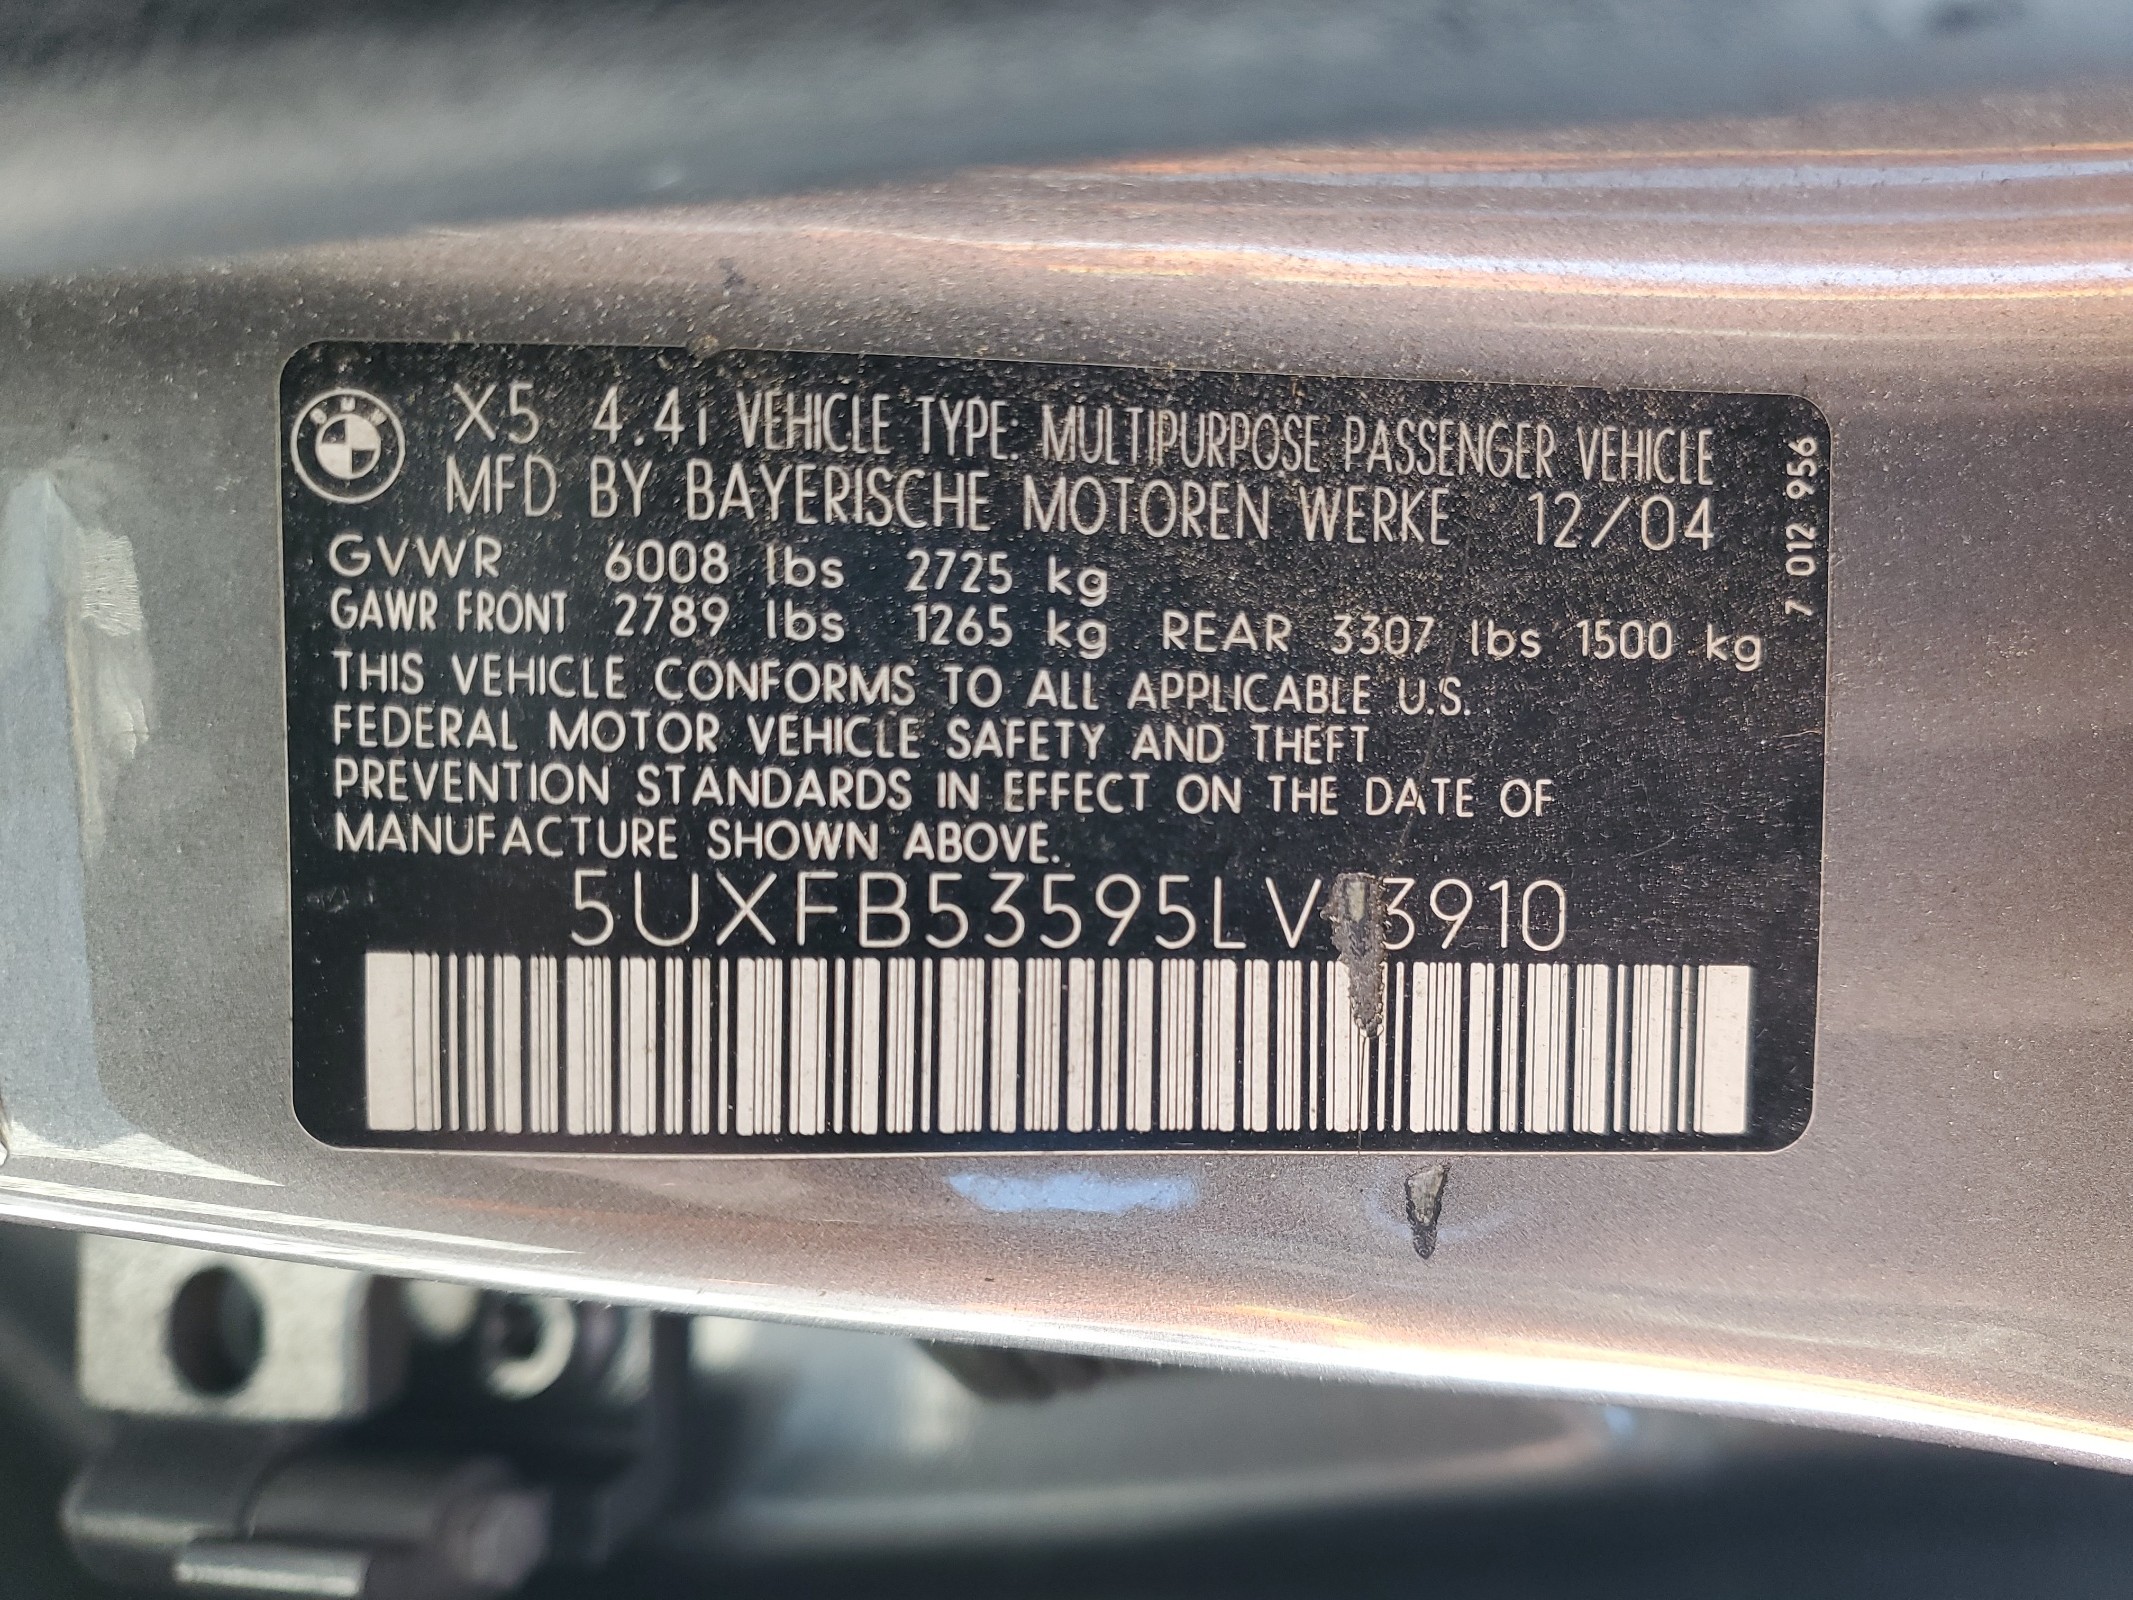 BMW
X5 4.4i VEHICLE TYPE: MULTIPURPOSE PASSENGER VEHICLE
MFD BY BAYERISCHE MOTOREN WERKE 12/04
GVWR 6008 lbs 2725 kg
GAWR FRONT 2789 lbs 1265 kg REAR 3307 lbs 1500 kg
THIS VEHICLE CONFORMS TO ALL APPLICABLE U.S.
FEDERAL MOTOR VEHICLE SAFETY AND THEFT
PREVENTION STANDARDS IN EFFECT ON THE DATE OF
MANUFACTURE SHOWN ABOVE.
5UXFB53595LV 3910
7 012 956